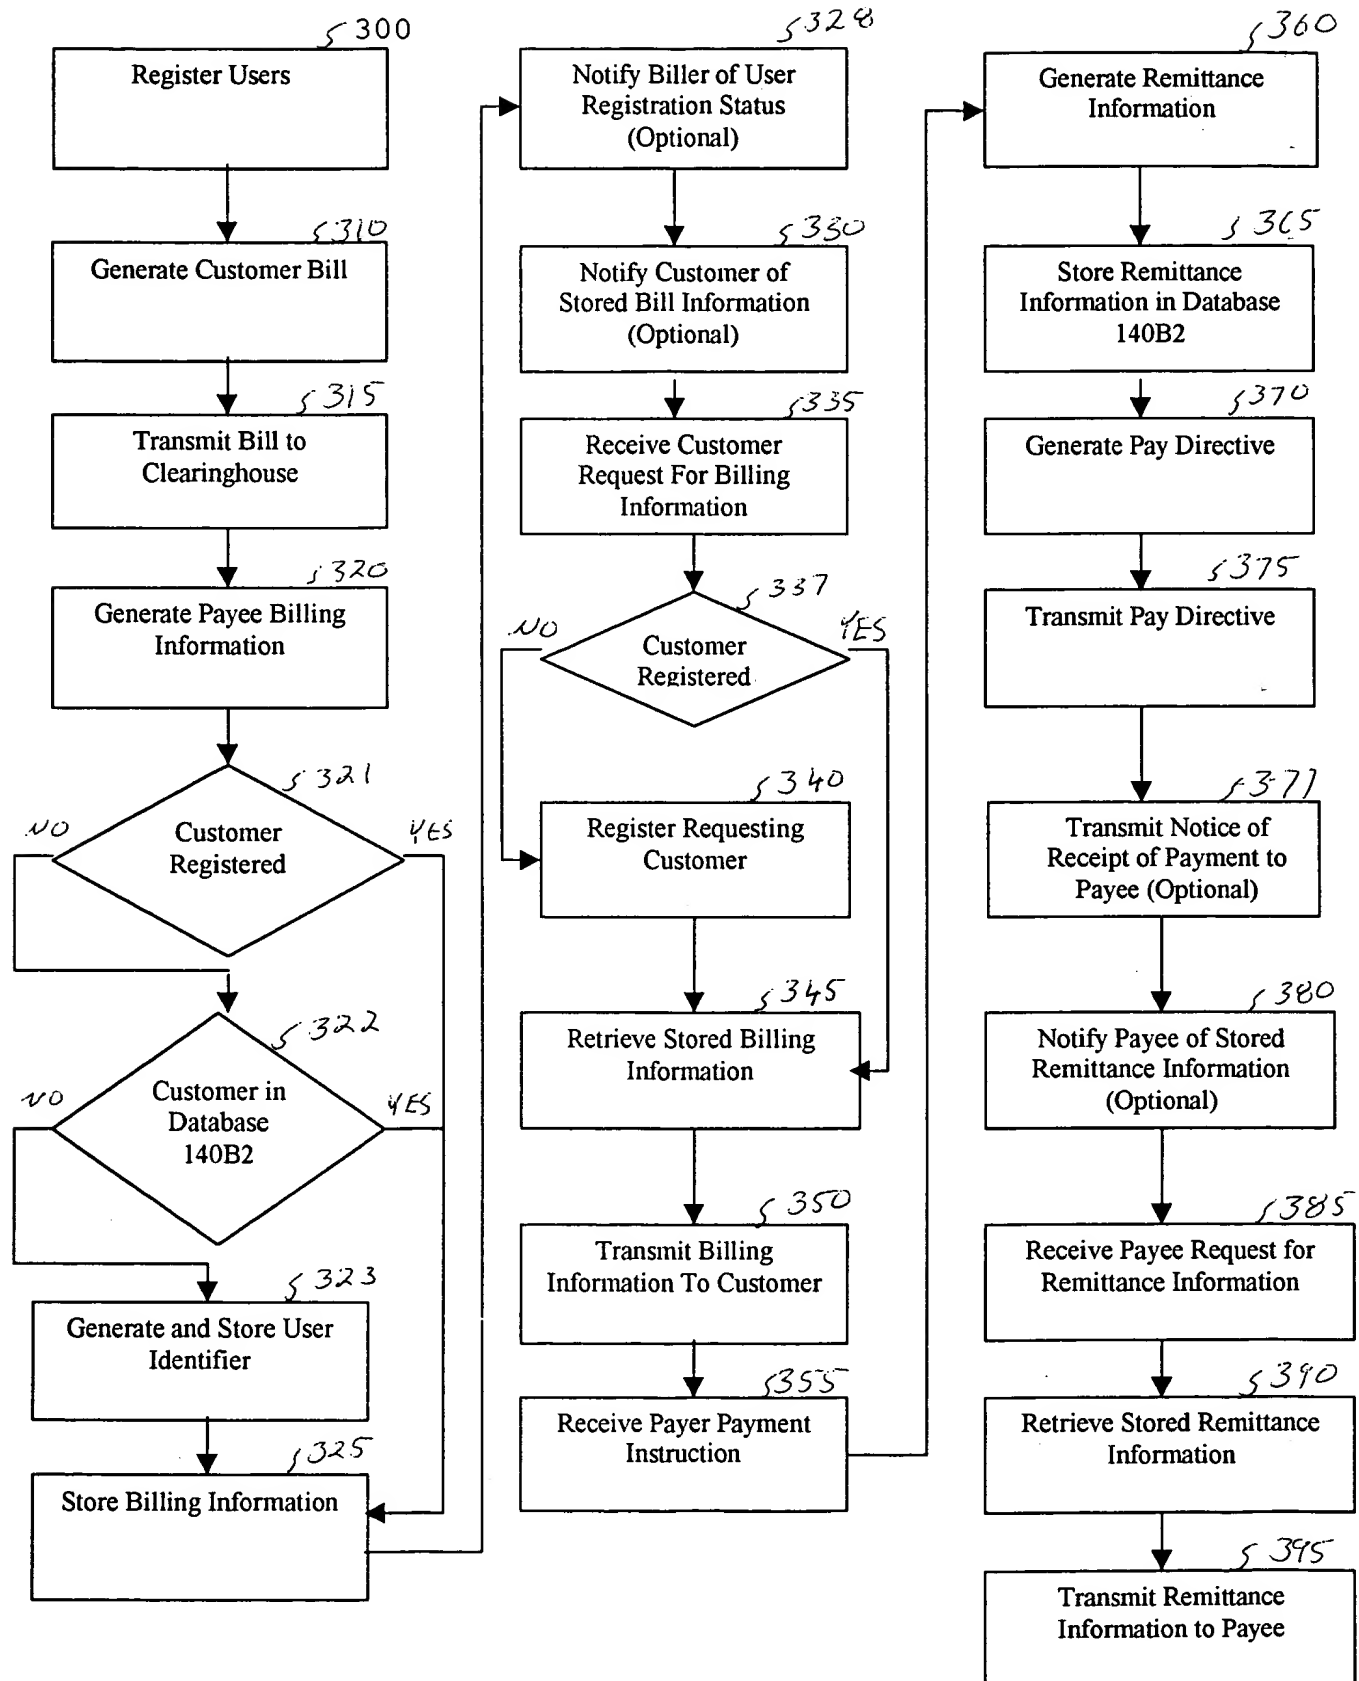 300
Register Users
310
Generate Customer Bill
315
Transmit Bill to
Clearinghouse
320
Generate Payee Billing
Information
321
Customer
Registered
NO
YES
322
Customer in
Database
140B2
NO
YES
323
Generate and Store User
Identifier
325
Store Billing Information
328
Notify Biller of User
Registration Status
(Optional)
330
Notify Customer of
Stored Bill Information
(Optional)
335
Receive Customer
Request For Billing
Information
337
NO
YES
Customer
Registered
340
Register Requesting
Customer
345
Retrieve Stored Billing
Information
350
Transmit Billing
Information To Customer
355
Receive Payer Payment
Instruction
360
Generate Remittance
Information
365
Store Remittance
Information in Database
140B2
370
Generate Pay Directive
375
Transmit Pay Directive
377
Transmit Notice of
Receipt of Payment to
Payee (Optional)
380
Notify Payee of Stored
Remittance Information
(Optional)
385
Receive Payee Request for
Remittance Information
390
Retrieve Stored Remittance
Information
395
Transmit Remittance
Information to Payee